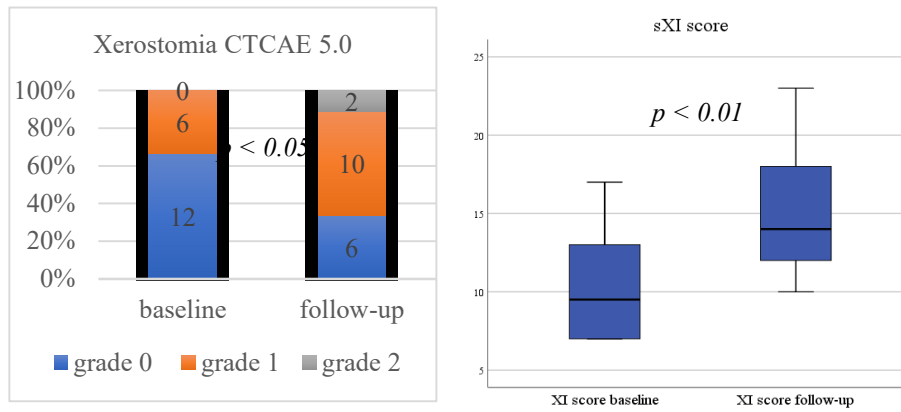 Xerostomia CTCAE 5.0
100%
80%
60%
40%
20%
0%
0
6
12
p < 0.05
2
10
6
baseline
follow-up
grade 0
grade 1
grade 2
sXI score
25
20
15
10
5
p < 0.01
XI score baseline
XI score follow-up